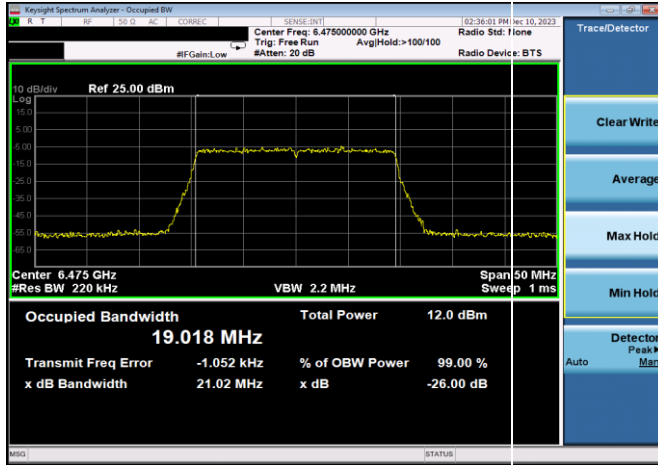 Keysight Spectrum Analyzer - Occupied BW
LXI R T RF 50 Ω AC CORREC SENSE:INT 02:36:01 PM Dec 10, 2023
Center Freq: 6.475000000 GHz Radio Std: None
Trig: Free Run Avg|Hold:>100/100
#IFGain:Low #Atten: 20 dB Radio Device: BTS
Trace/Detector
10 dB/div Ref 25.00 dBm
Log
15.0
5.00
-5.00
-15.0
-25.0
-35.0
-45.0
-55.0
-65.0
Center 6.475 GHz Span 50 MHz
#Res BW 220 kHz VBW 2.2 MHz Sweep 1 ms
Occupied Bandwidth Total Power 12.0 dBm
19.018 MHz
Transmit Freq Error -1.052 kHz % of OBW Power 99.00 %
x dB Bandwidth 21.02 MHz x dB -26.00 dB
Clear Write
Average
Max Hold
Min Hold
Detector
Peak
Auto Man
MSG STATUS